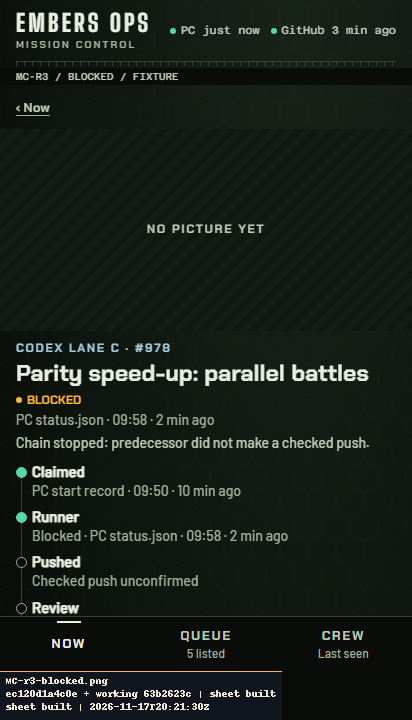 EMBERS OPS
MISSION CONTROL
PC just now GitHub 3 min ago
MC-R3 / BLOCKED / FIXTURE
‹ Now
NO PICTURE YET
CODEX LANE C · #978
Parity speed-up: parallel battles
BLOCKED
PC status.json · 09:58 · 2 min ago
Chain stopped: predecessor did not make a checked push.
Claimed
PC start record · 09:50 · 10 min ago
Runner
Blocked · PC status.json · 09:58 · 2 min ago
Pushed
Checked push unconfirmed
Review
NOW
QUEUE
5 listed
CREW
Last seen
MC-r3-blocked.png
ec120d1a4c0e + working 63b2623c | sheet built
sheet built | 2026-11-17T20:21:30Z